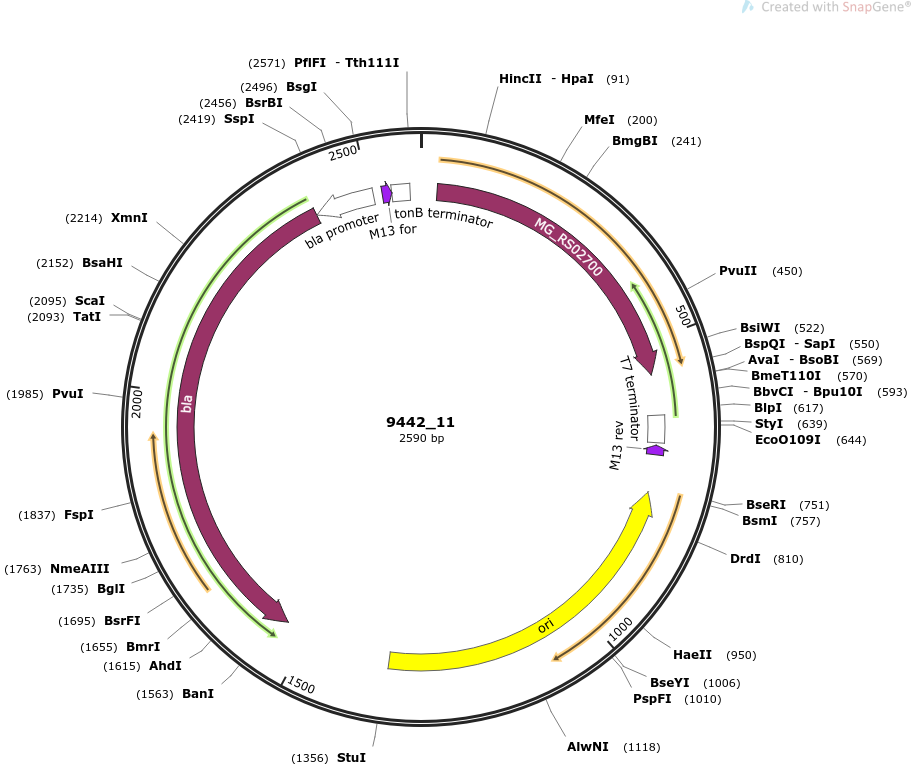 Created with SnapGene®
(2571) PflFI - Tth111I
HincII - HpaI (91)
(2496) BsgI
(2456) BsrBI
(2419) SspI
MfeI (200)
BmgBI (241)
2500
tonB terminator
bla promoter
M13 for
MG_RS02700
(2214) XmnI
(2152) BsaHI
(2095) ScaI
(2093) TatI
PvuII (450)
500
BsiWI (522)
BspQI - SapI (550)
AvaI - BsoBI (569)
BmeT110I (570)
BbvCI - Bpu10I (593)
BlpI (617)
StyI (639)
EcoO109I (644)
T7 terminator
M13 rev
(1985) PvuI
2000
bla
9442_11
2590 bp
(1837) FspI
BseRI (751)
BsmI (757)
DrdI (810)
(1763) NmeAIII
(1735) BglI
(1695) BsrFI
(1655) BmrI
(1615) AhdI
(1563) BanI
ori
1000
HaeII (950)
BseYI (1006)
PspFI (1010)
1500
(1356) StuI
AlwNI (1118)